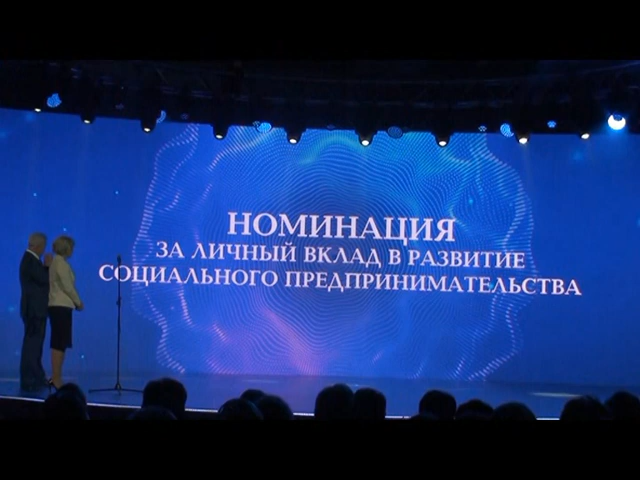 НОМИНАЦИЯ
ЗА ЛИЧНЫЙ ВКЛАД В РАЗВИТИЕ
СОЦИАЛЬНОГО ПРЕДПРИНИМАТЕЛЬСТВА